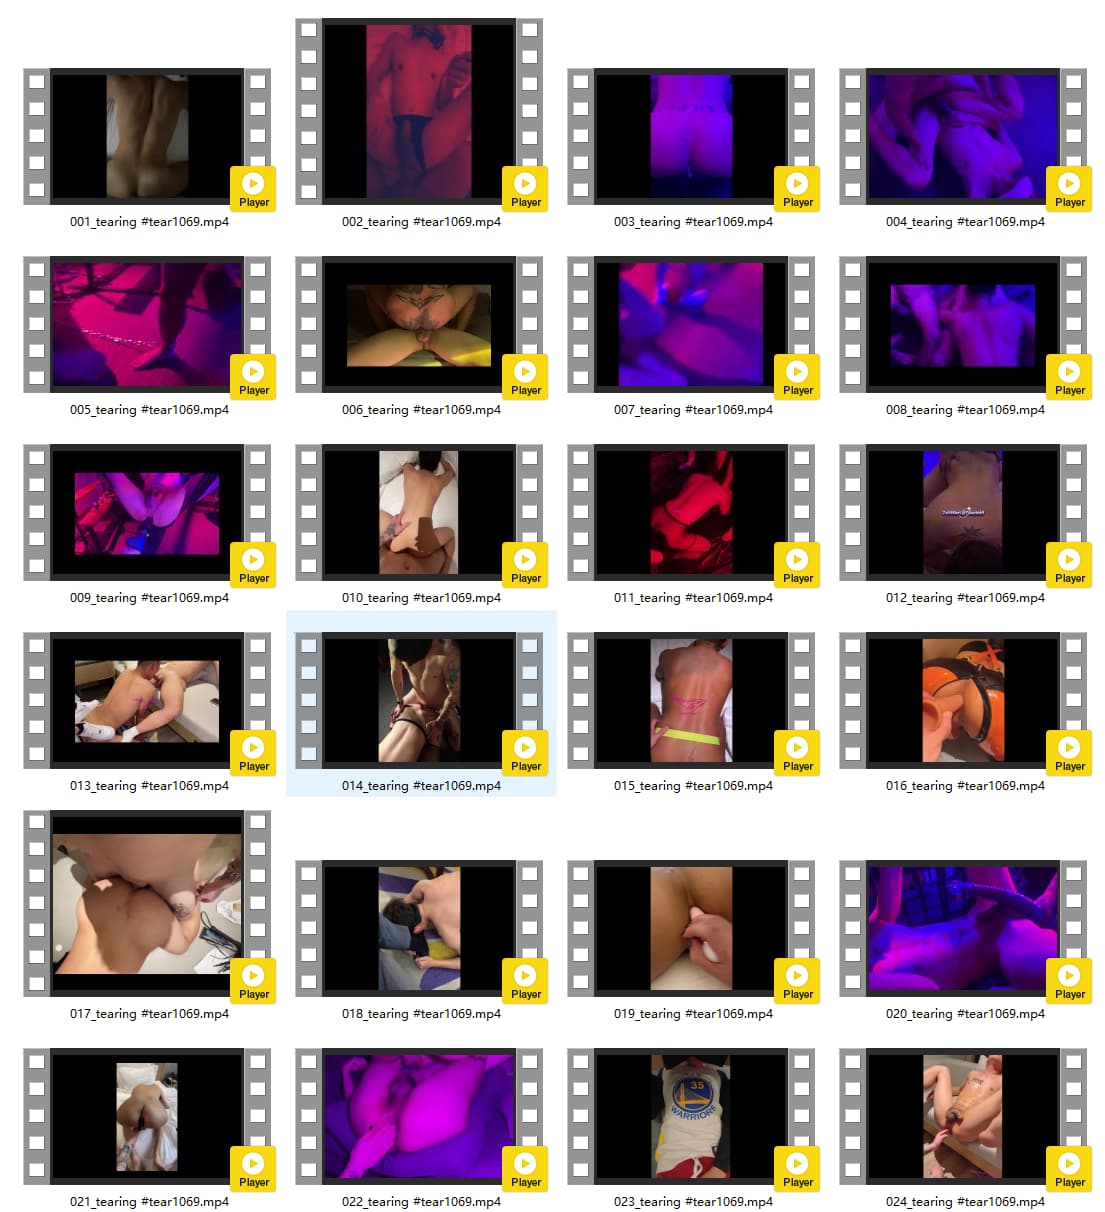 Player
Player
Player
Player
001_tearing #tear1069.mp4
002_tearing #tear1069.mp4
003_tearing #tear1069.mp4
004_tearing #tear1069.mp4
Player
Player
Player
Player
005_tearing #tear1069.mp4
006_tearing #tear1069.mp4
007_tearing #tear1069.mp4
008_tearing #tear1069.mp4
Player
Player
Player
Player
009_tearing #tear1069.mp4
010_tearing #tear1069.mp4
011_tearing #tear1069.mp4
012_tearing #tear1069.mp4
Player
Player
Player
Player
013_tearing #tear1069.mp4
014_tearing #tear1069.mp4
015_tearing #tear1069.mp4
016_tearing #tear1069.mp4
Player
Player
Player
Player
017_tearing #tear1069.mp4
018_tearing #tear1069.mp4
019_tearing #tear1069.mp4
020_tearing #tear1069.mp4
35
WARRIORS
Player
Player
Player
Player
021_tearing #tear1069.mp4
022_tearing #tear1069.mp4
023_tearing #tear1069.mp4
024_tearing #tear1069.mp4